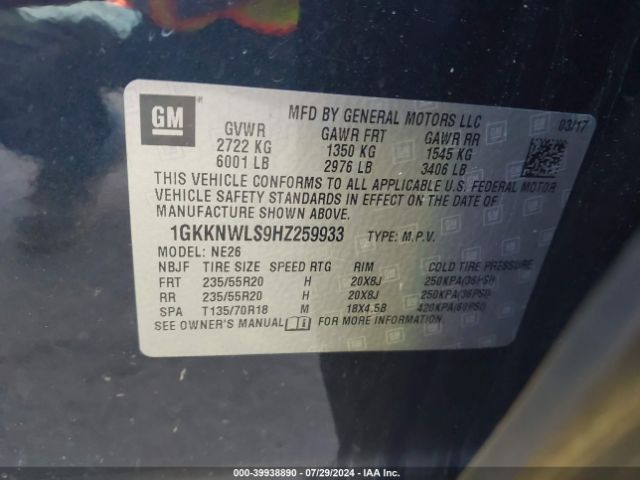 GM
MFD BY GENERAL MOTORS LLC
03/17
GVWR GAWR FRT GAWR RR
2722 KG 1350 KG 1545 KG
6001 LB 2976 LB 3406 LB
THIS VEHICLE CONFORMS TO ALL APPLICABLE U.S. FEDERAL MOTOR
VEHICLE SAFETY STANDARDS IN EFFECT ON THE DATE OF
MANUFACTURE SHOWN ABOVE.
1GKKNWLS9HZ259933 TYPE: M.P.V.
MODEL: NE26
NBJF TIRE SIZE SPEED RTG RIM COLD TIRE PRESSURE
FRT 235/55R20 H 20X8J 250KPA(36PSI)
RR 235/55R20 H 20X8J 250KPA(36PSI)
SPA T135/70R18 M 18X4.5B 420KPA(60PSI)
SEE OWNER'S MANUAL FOR MORE INFORMATION.
000-39938890 - 07/29/2024 - IAA Inc.